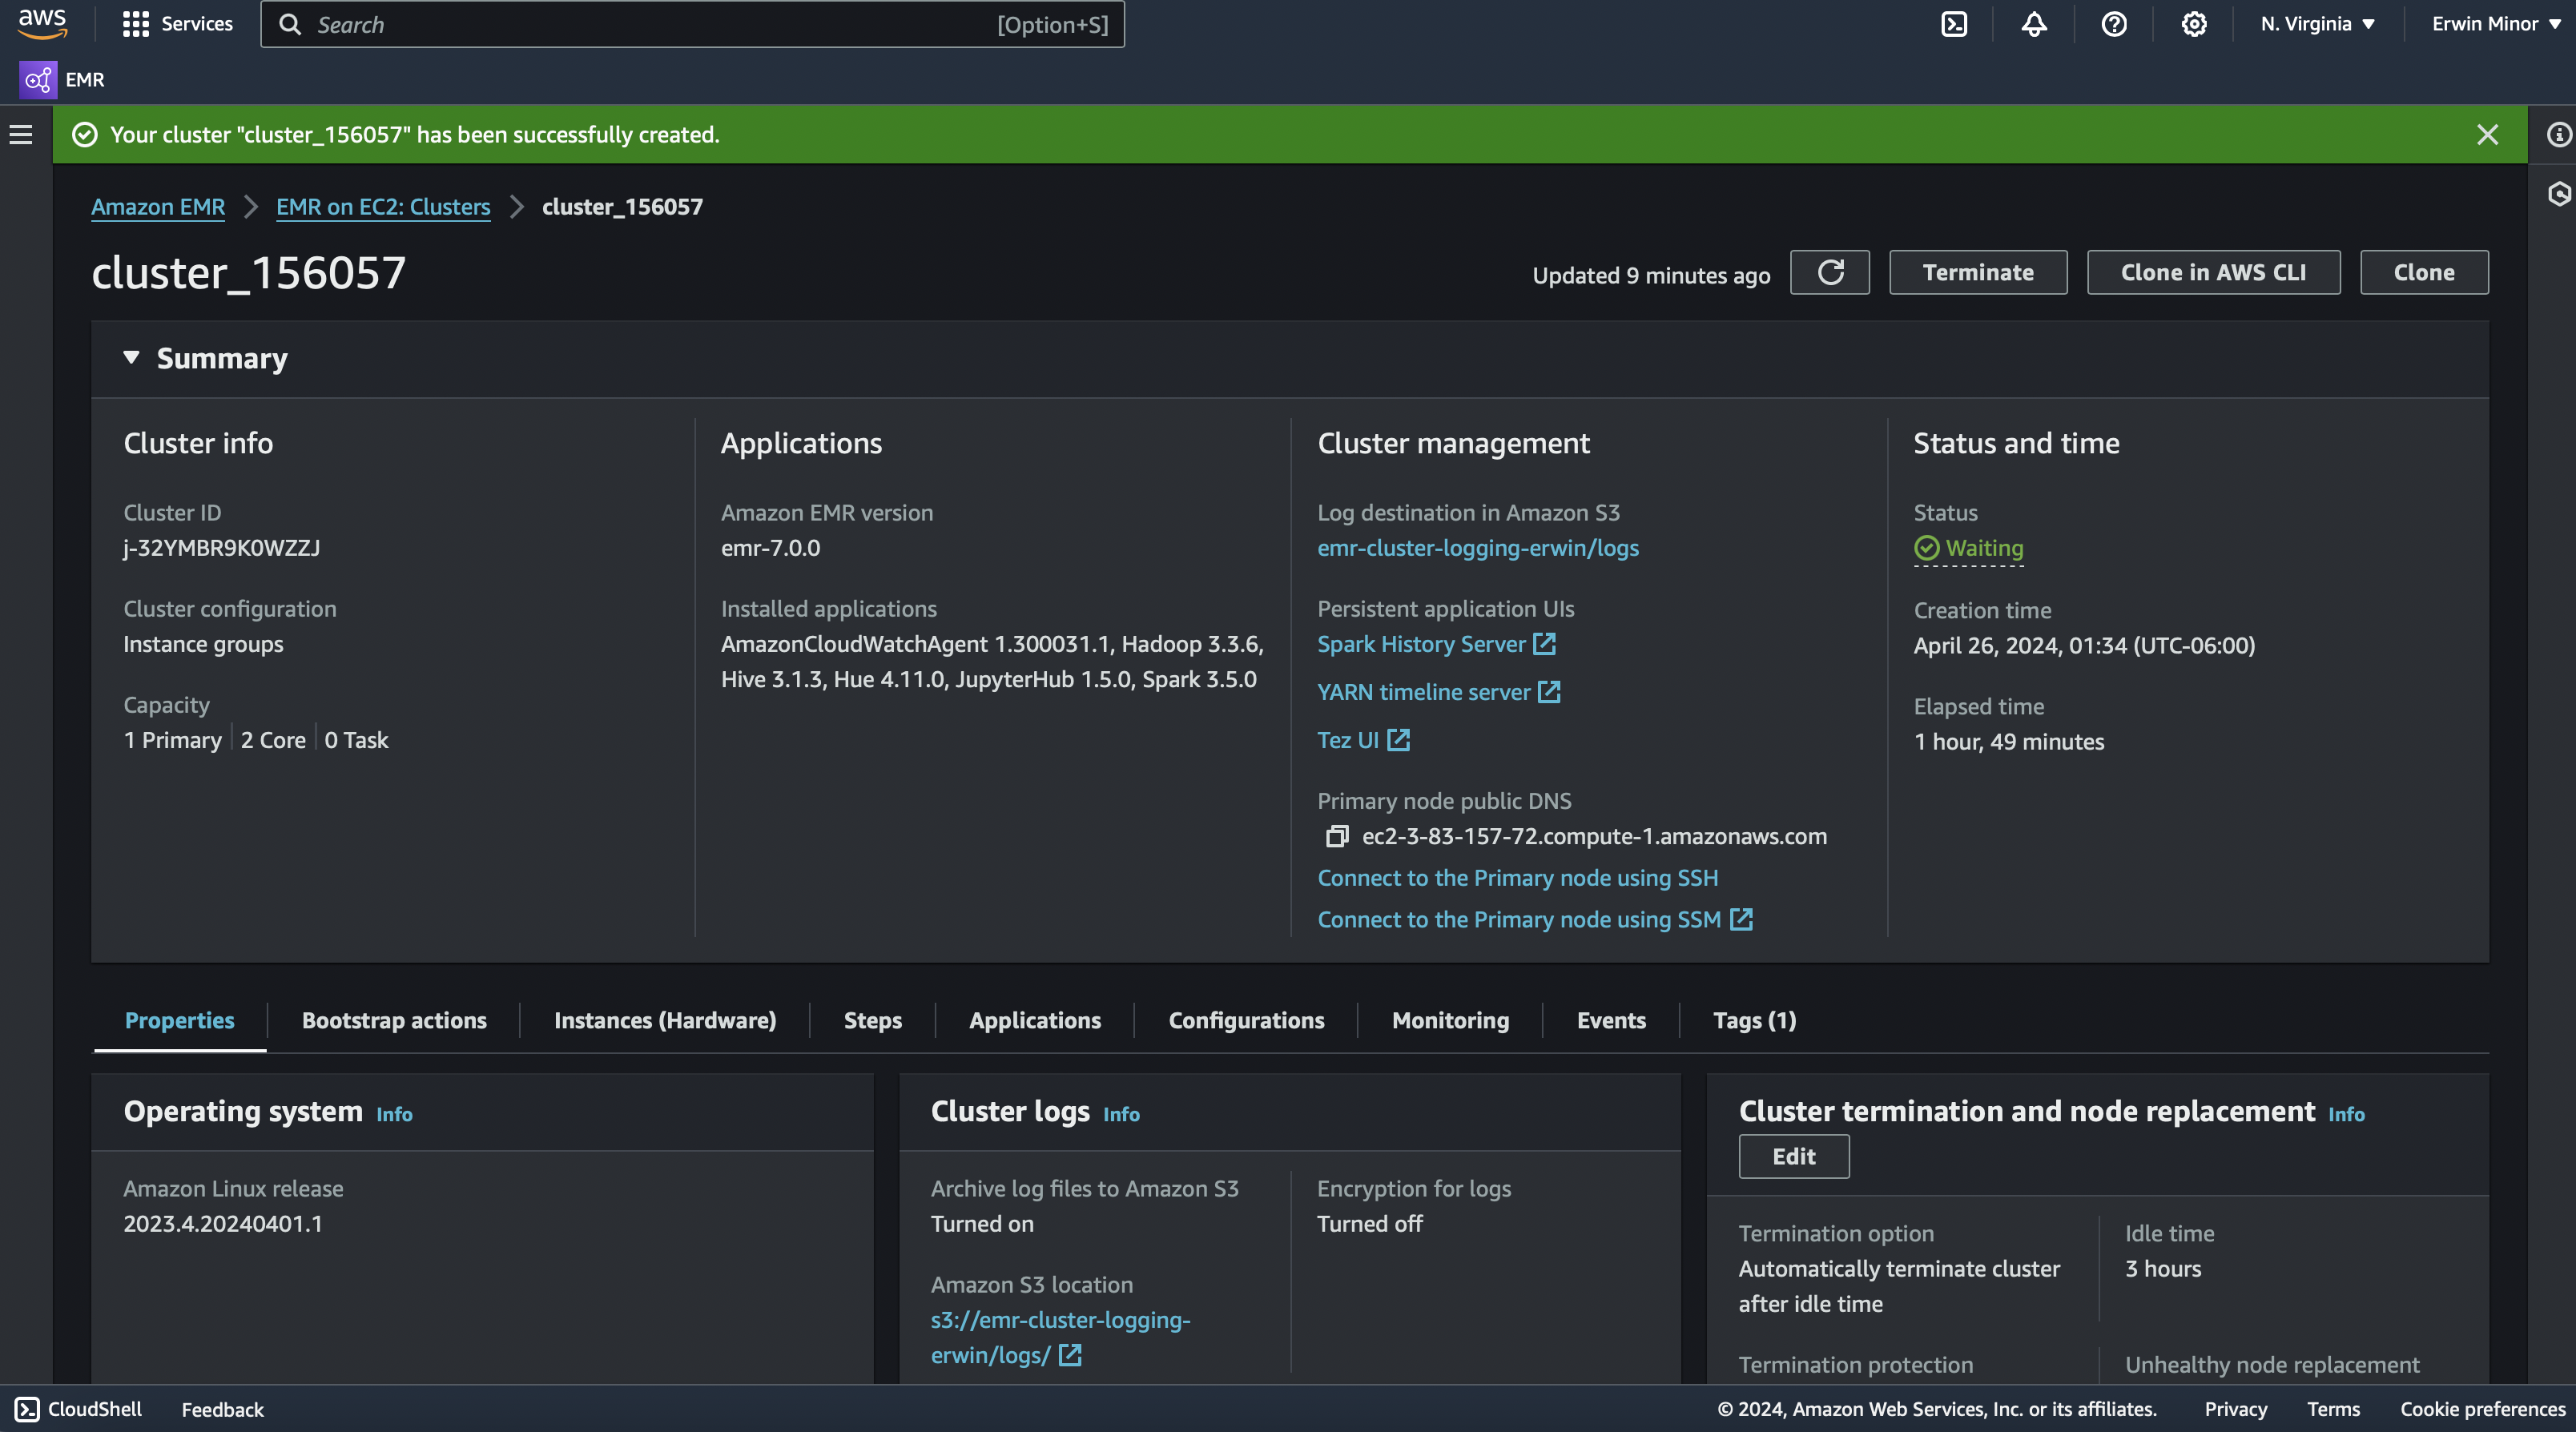 aws
Services
Search
[Option+S]
N. Virginia
Erwin Minor
EMR
Your cluster "cluster_156057" has been successfully created.
Amazon EMR
EMR on EC2: Clusters
cluster_156057
cluster_156057
Updated 9 minutes ago
Terminate
Clone in AWS CLI
Clone
Summary
Cluster info
Cluster ID
j-32YMBR9K0WZZJ
Cluster configuration
Instance groups
Capacity
1 Primary
2 Core
0 Task
Applications
Amazon EMR version
emr-7.0.0
Installed applications
AmazonCloudWatchAgent 1.300031.1, Hadoop 3.3.6,
Hive 3.1.3, Hue 4.11.0, JupyterHub 1.5.0, Spark 3.5.0
Cluster management
Log destination in Amazon S3
emr-cluster-logging-erwin/logs
Persistent application UIs
Spark History Server
YARN timeline server
Tez UI
Primary node public DNS
ec2-3-83-157-72.compute-1.amazonaws.com
Connect to the Primary node using SSH
Connect to the Primary node using SSM
Status and time
Status
Waiting
Creation time
April 26, 2024, 01:34 (UTC-06:00)
Elapsed time
1 hour, 49 minutes
Properties
Bootstrap actions
Instances (Hardware)
Steps
Applications
Configurations
Monitoring
Events
Tags (1)
Operating system Info
Amazon Linux release
2023.4.20240401.1
Cluster logs Info
Archive log files to Amazon S3
Turned on
Amazon S3 location
s3://emr-cluster-logging-
erwin/logs/
Encryption for logs
Turned off
Cluster termination and node replacement Info
Edit
Termination option
Automatically terminate cluster
after idle time
Idle time
3 hours
Termination protection
Unhealthy node replacement
CloudShell
Feedback
© 2024, Amazon Web Services, Inc. or its affiliates.
Privacy
Terms
Cookie preferences